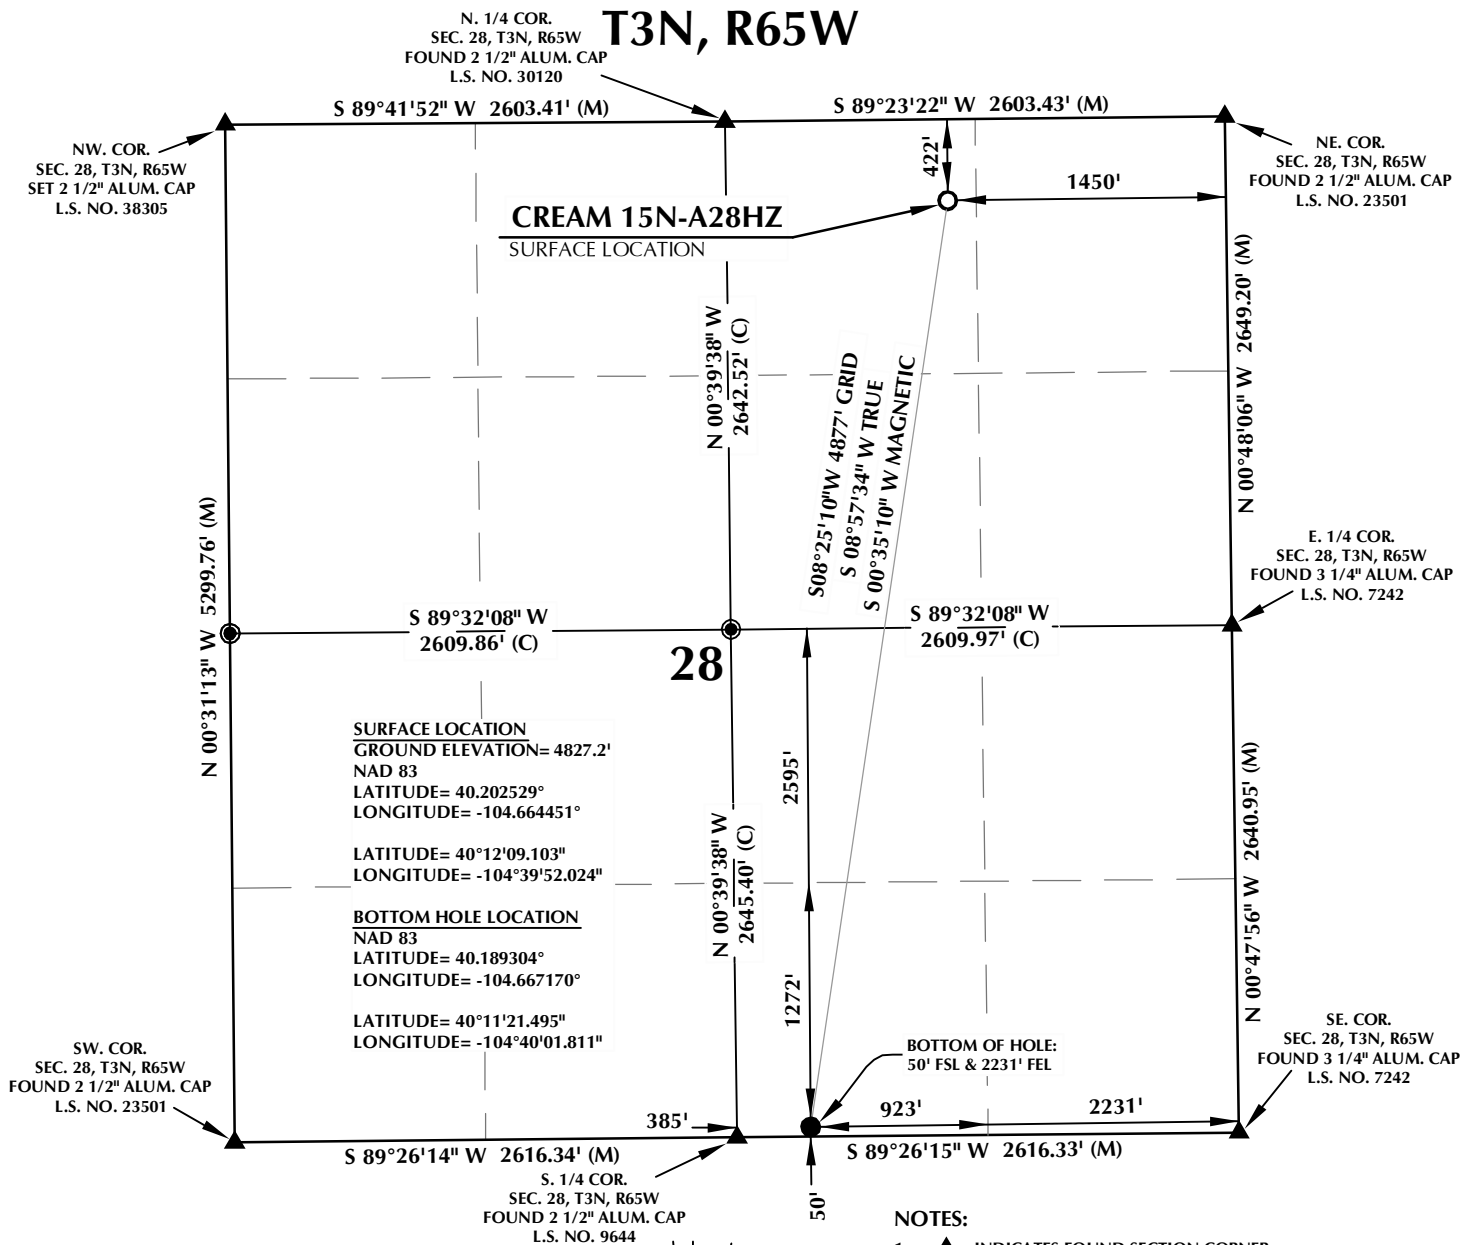 T3N, R65W
N. 1/4 COR.
SEC. 28, T3N, R65W
FOUND 2 1/2" ALUM. CAP
L.S. NO. 30120
S 89°41'52" W 2603.41' (M)
S 89°23'22" W 2603.43' (M)
NW. COR.
SEC. 28, T3N, R65W
SET 2 1/2" ALUM. CAP
L.S. NO. 38305
NE. COR.
SEC. 28, T3N, R65W
FOUND 2 1/2" ALUM. CAP
L.S. NO. 23501
422'
1450'
CREAM 15N-A28HZ
SURFACE LOCATION
N 00°39'38" W
2642.52' (C)
N 00°48'06" W 2649.20' (M)
S08°25'10"W 4877' GRID
S 08°57'34" W TRUE
S 00°35'10" W MAGNETIC
N 00°31'13" W 5299.76' (M)
E. 1/4 COR.
SEC. 28, T3N, R65W
FOUND 3 1/4" ALUM. CAP
L.S. NO. 7242
S 89°32'08" W
2609.86' (C)
S 89°32'08" W
2609.97' (C)
28
SURFACE LOCATION
GROUND ELEVATION= 4827.2'
NAD 83
LATITUDE= 40.202529°
LONGITUDE= -104.664451°
LATITUDE= 40°12'09.103"
LONGITUDE= -104°39'52.024"
BOTTOM HOLE LOCATION
NAD 83
LATITUDE= 40.189304°
LONGITUDE= -104.667170°
LATITUDE= 40°11'21.495"
LONGITUDE= -104°40'01.811"
2595'
N 00°39'38" W
2645.40' (C)
1272'
N 00°47'56" W 2640.95' (M)
SW. COR.
SEC. 28, T3N, R65W
FOUND 2 1/2" ALUM. CAP
L.S. NO. 23501
BOTTOM OF HOLE:
50' FSL & 2231' FEL
SE. COR.
SEC. 28, T3N, R65W
FOUND 3 1/4" ALUM. CAP
L.S. NO. 7242
385'
923'
2231'
S 89°26'14" W 2616.34' (M)
S 89°26'15" W 2616.33' (M)
S. 1/4 COR.
SEC. 28, T3N, R65W
FOUND 2 1/2" ALUM. CAP
L.S. NO. 9644
50'
NOTES:
INDICATES FOUND SECTION CORNER